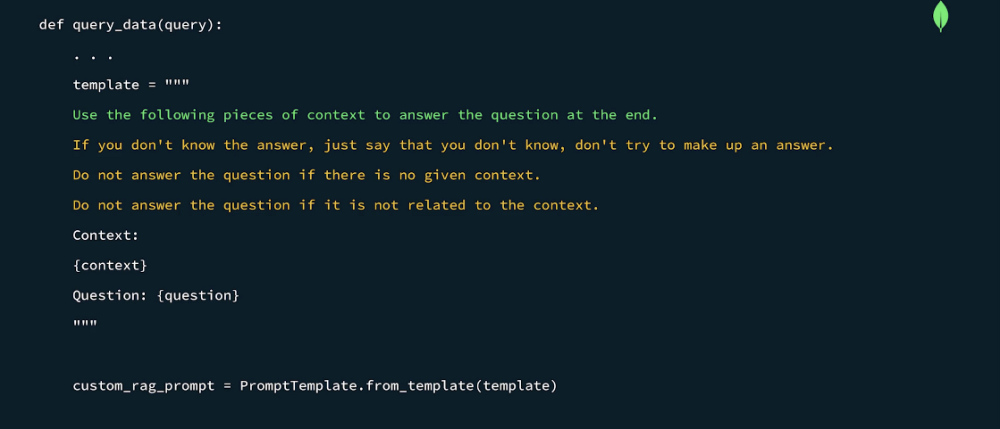 def query_data(query):
. . .
template = """
Use the following pieces of context to answer the question at the end.
If you don't know the answer, just say that you don't know, don't try to make up an answer.
Do not answer the question if there is no given context.
Do not answer the question if it is not related to the context.
Context:
{context}
Question: {question}
"""
custom_rag_prompt = PromptTemplate.from_template(template)